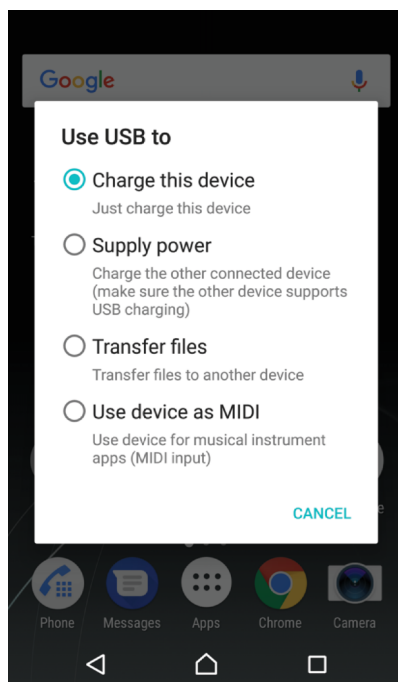 Google
Use USB to
Charge this device
Just charge this device
Supply power
Charge the other connected device
(make sure the other device supports
USB charging)
Transfer files
Transfer files to another device
Use device as MIDI
Use device for musical instrument
apps (MIDI input)
CANCEL
Phone Messages Apps Chrome Camera